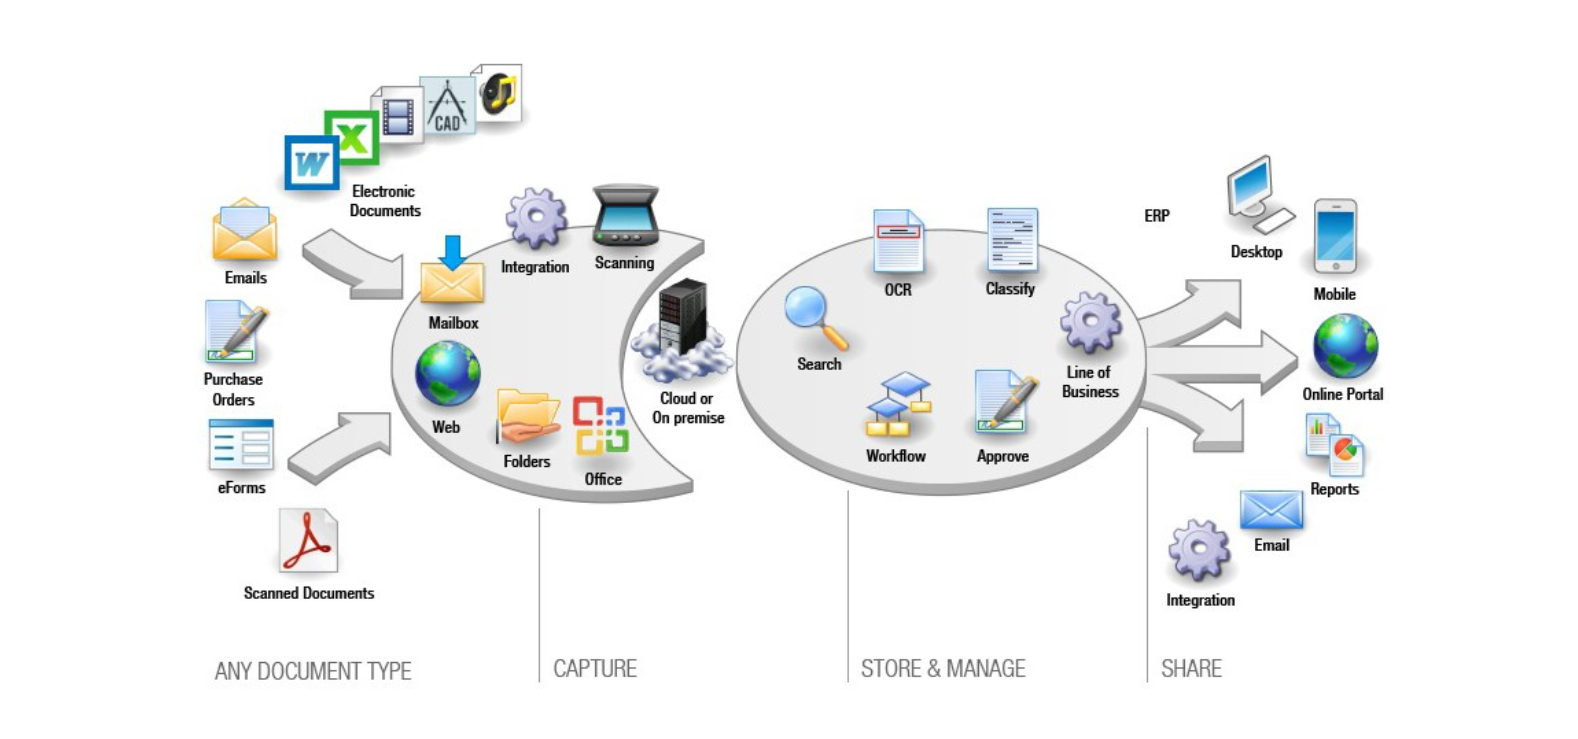 W
X
CAD
Electronic
Documents
Emails
Purchase
Orders
eForms
Scanned Documents
Integration
Scanning
Mailbox
Web
Folders
Office
Cloud or
On premise
OCR
Classify
Search
Line of
Business
Workflow
Approve
ERP
Desktop
Mobile
Online Portal
Reports
Email
Integration
ANY DOCUMENT TYPE
CAPTURE
STORE & MANAGE
SHARE